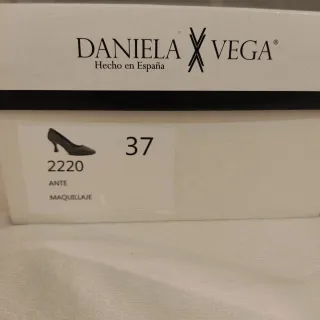 DANIELA VEGA®
Hecho en España
37
2220
ANTE
MAQUILLAJE